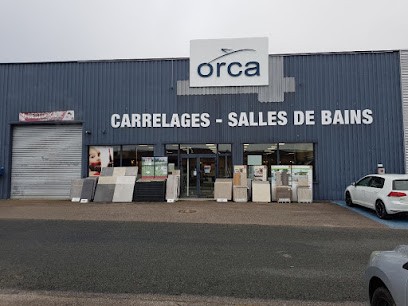 orca
CARRELAGES - SALLES DE BAINS